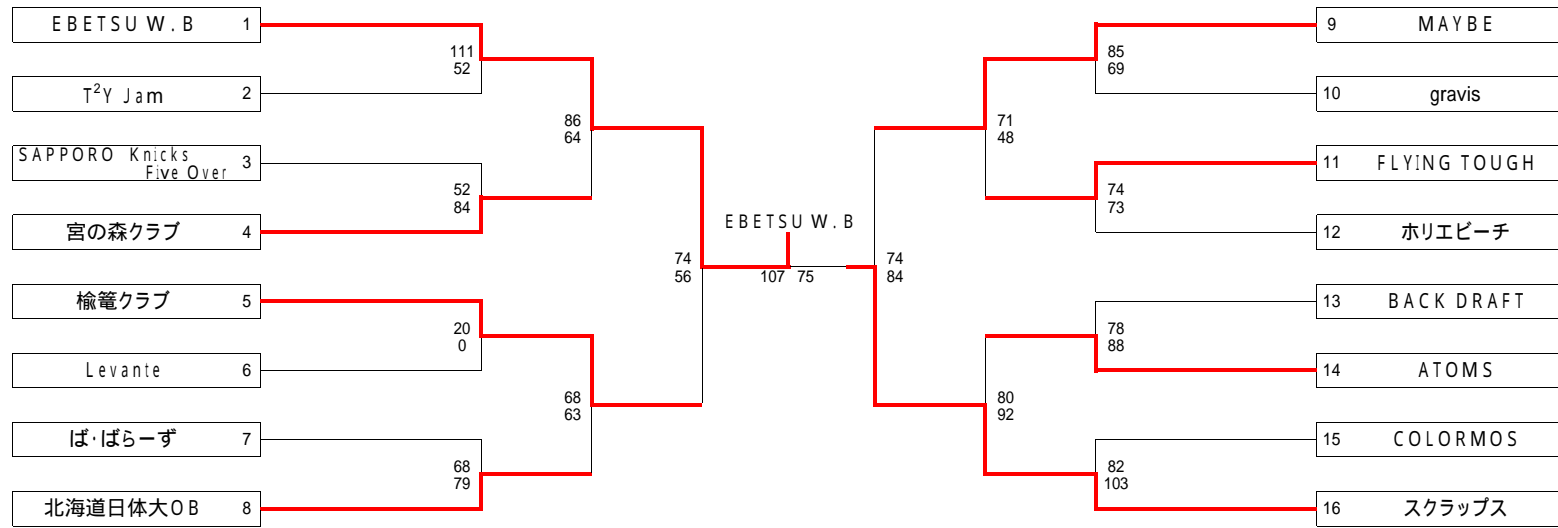 EBETSU W.B 1
111
52
T²Y Jam 2
86
64
SAPPORO Knicks
Five Over 3
52
84
宮の森クラブ 4
74
56
楡篭クラブ 5
20
0
Levante 6
68
63
ば・ばらーず 7
68
79
北海道日体大OB 8
EBETSU W.B
107 75
9 MAYBE
85
69
10 gravis
71
48
11 FLYING TOUGH
74
73
12 ホリエビーチ
74
84
13 BACK DRAFT
78
88
14 ATOMS
80
92
15 COLORMOS
82
103
16 スクラップス